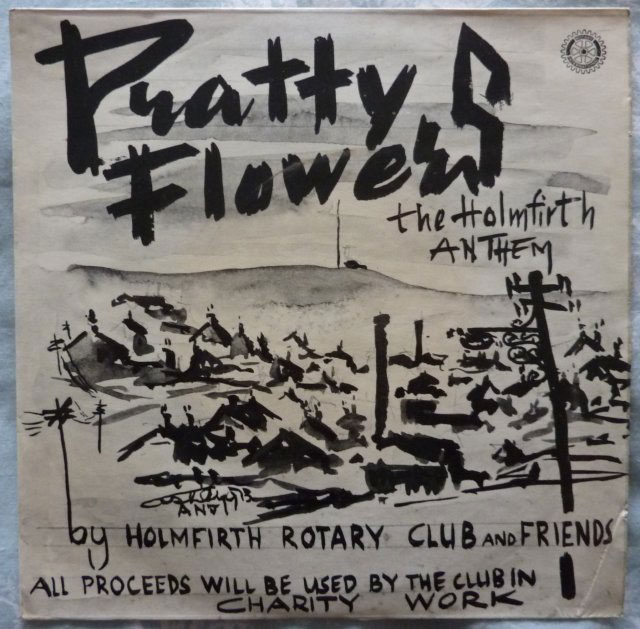 Pratty
Flowers
the Holmfirth
ANTHEM
by HOLMFIRTH ROTARY CLUB AND FRIENDS
ALL PROCEEDS WILL BE USED BY THE CLUB IN
CHARITY WORK